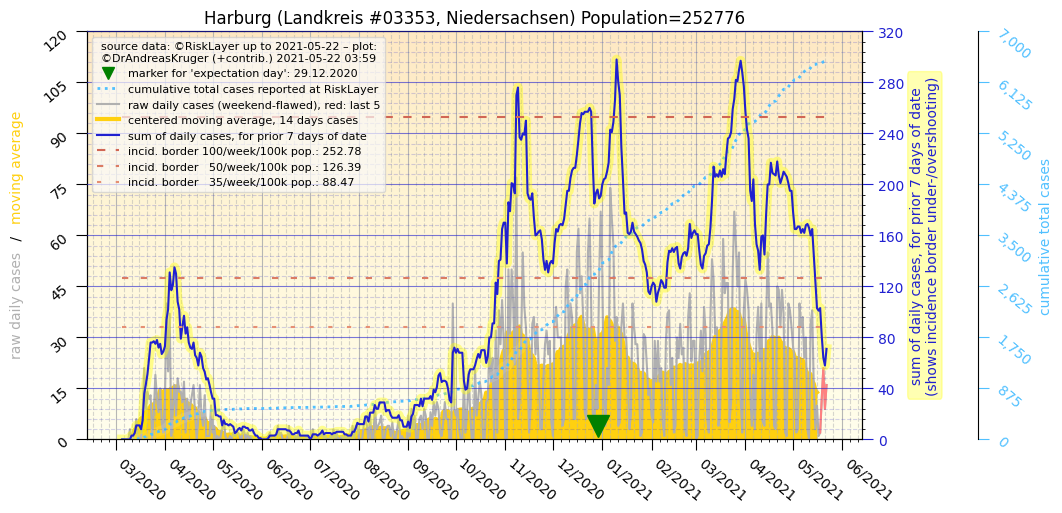 Harburg (Landkreis #03353, Niedersachsen) Population=252776
source data: ©RiskLayer up to 2021-05-22 – plot:
©DrAndreasKruger (+contrib.) 2021-05-22 03:59
marker for 'expectation day': 29.12.2020
cumulative total cases reported at RiskLayer
raw daily cases (weekend-flawed), red: last 5
centered moving average, 14 days cases
sum of daily cases, for prior 7 days of date
incid. border 100/week/100k pop.: 252.78
incid. border   50/week/100k pop.: 126.39
incid. border   35/week/100k pop.: 88.47
raw daily cases / moving average
120
105
90
75
60
45
30
15
0
03/2020
04/2020
05/2020
06/2020
07/2020
08/2020
09/2020
10/2020
11/2020
12/2020
01/2021
02/2021
03/2021
04/2021
05/2021
06/2021
320
280
240
200
160
120
80
40
0
sum of daily cases, for prior 7 days of date
(shows incidence border under-/overshooting)
7,000
6,125
5,250
4,375
3,500
2,625
1,750
875
0
cumulative total cases